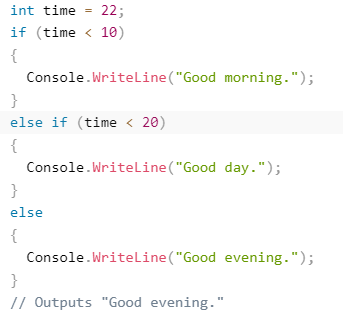 int time = 22;
if (time < 10)
{
  Console.WriteLine("Good morning.");
}
else if (time < 20)
{
  Console.WriteLine("Good day.");
}
else
{
  Console.WriteLine("Good evening.");
}
// Outputs "Good evening."